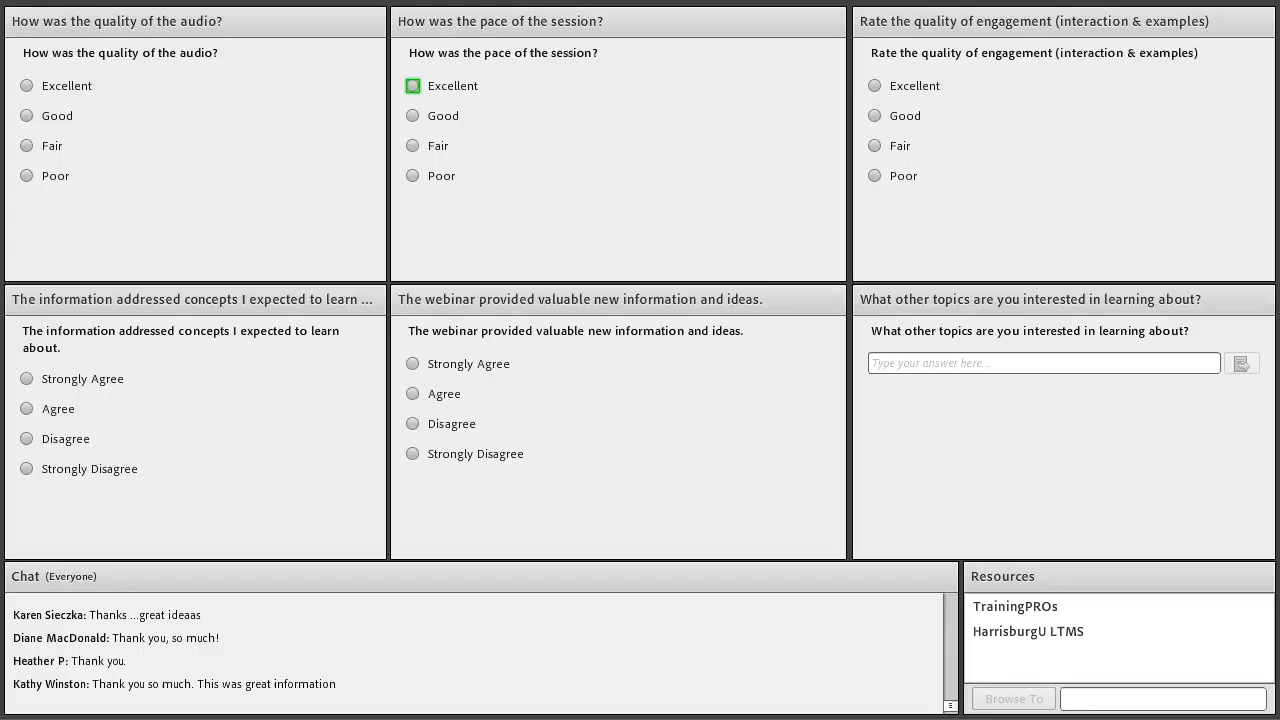 How was the quality of the audio?
How was the quality of the audio?
Excellent
Good
Fair
Poor
How was the pace of the session?
How was the pace of the session?
Excellent
Good
Fair
Poor
Rate the quality of engagement (interaction & examples)
Rate the quality of engagement (interaction & examples)
Excellent
Good
Fair
Poor
The information addressed concepts I expected to learn ...
The information addressed concepts I expected to learn
about.
Strongly Agree
Agree
Disagree
Strongly Disagree
The webinar provided valuable new information and ideas.
The webinar provided valuable new information and ideas.
Strongly Agree
Agree
Disagree
Strongly Disagree
What other topics are you interested in learning about?
What other topics are you interested in learning about?
Type your answer here...
Chat (Everyone)
Karen Sieczka: Thanks ...great ideaas
Diane MacDonald: Thank you, so much!
Heather P: Thank you.
Kathy Winston: Thank you so much. This was great information
Resources
TrainingPROs
HarrisburgU LTMS
Browse To